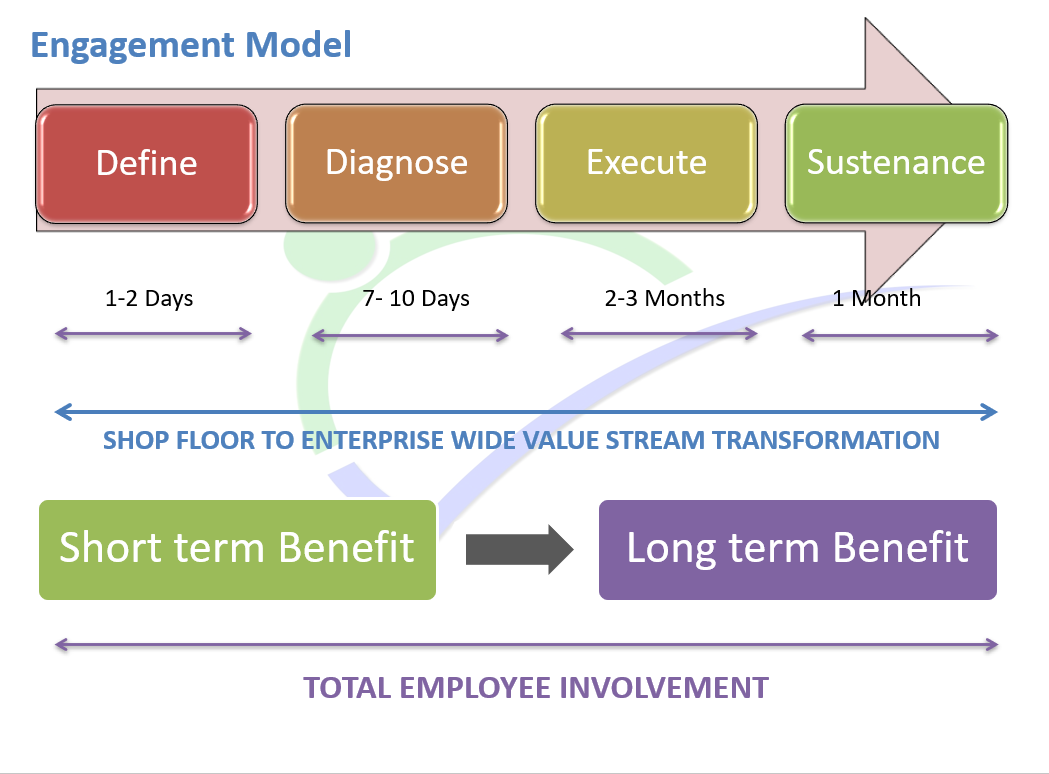 Engagement Model
Define
Diagnose
Execute
Sustenance
1-2 Days
7- 10 Days
2-3 Months
1 Month
SHOP FLOOR TO ENTERPRISE WIDE VALUE STREAM TRANSFORMATION
Short term Benefit
Long term Benefit
TOTAL EMPLOYEE INVOLVEMENT